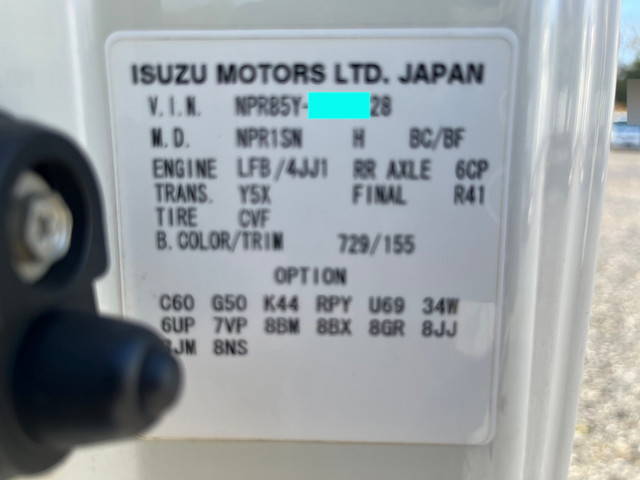 ISUZU MOTORS LTD. JAPAN
V.I.N. NPR85Y- 28
M.D. NPR1SN H BC/BF
ENGINE LFB/4JJ1 RR AXLE 6CP
TRANS. Y5X FINAL R41
TIRE CVF
B.COLOR/TRIM 729/155
OPTION
C60 G50 K44 RPY U69 34W
6UP 7VP 8BM 8BX 8GR 8JJ
8NS